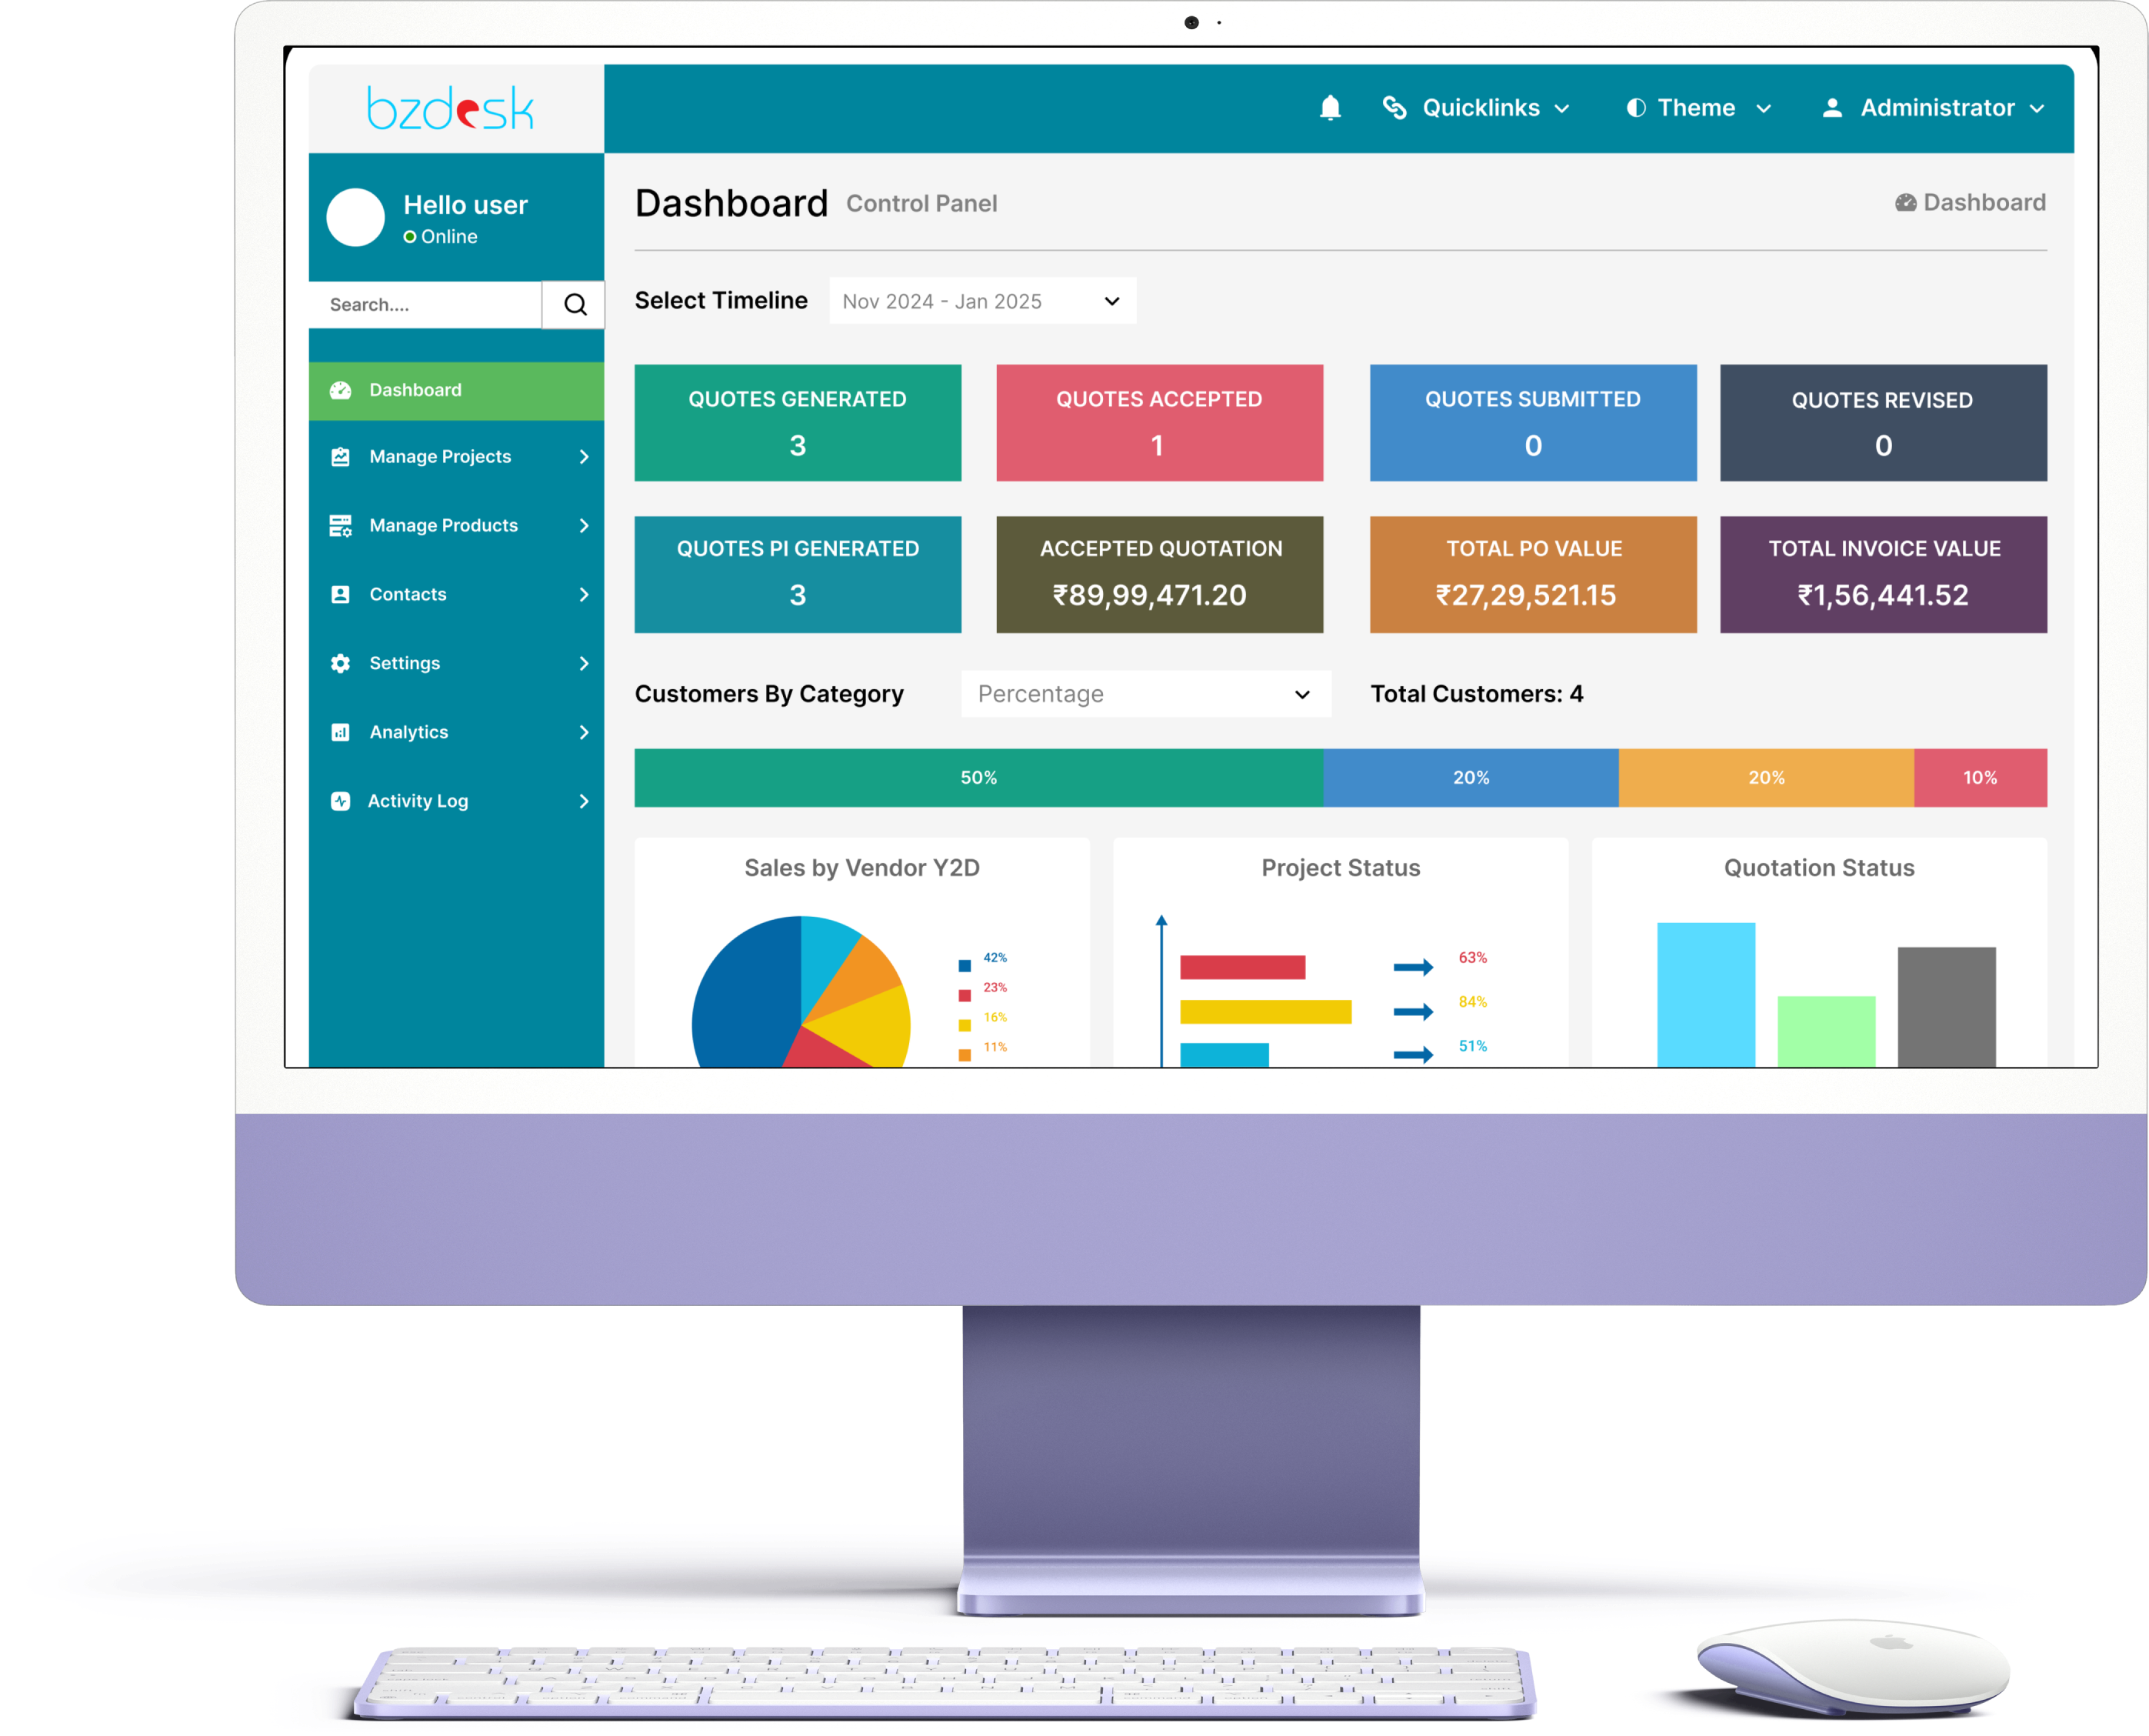 bzdesk
Quicklinks
Theme
Administrator
Hello user
Online
Dashboard
Control Panel
Dashboard
Search....
Select Timeline
Nov 2024 - Jan 2025
Dashboard
Manage Projects
Manage Products
Contacts
Settings
Analytics
Activity Log
QUOTES GENERATED
3
QUOTES ACCEPTED
1
QUOTES SUBMITTED
0
QUOTES REVISED
0
QUOTES PI GENERATED
3
ACCEPTED QUOTATION
₹89,99,471.20
TOTAL PO VALUE
₹27,29,521.15
TOTAL INVOICE VALUE
₹1,56,441.52
Customers By Category
Percentage
Total Customers: 4
50%
20%
20%
10%
Sales by Vendor Y2D
42%
23%
16%
11%
Project Status
63%
84%
51%
Quotation Status